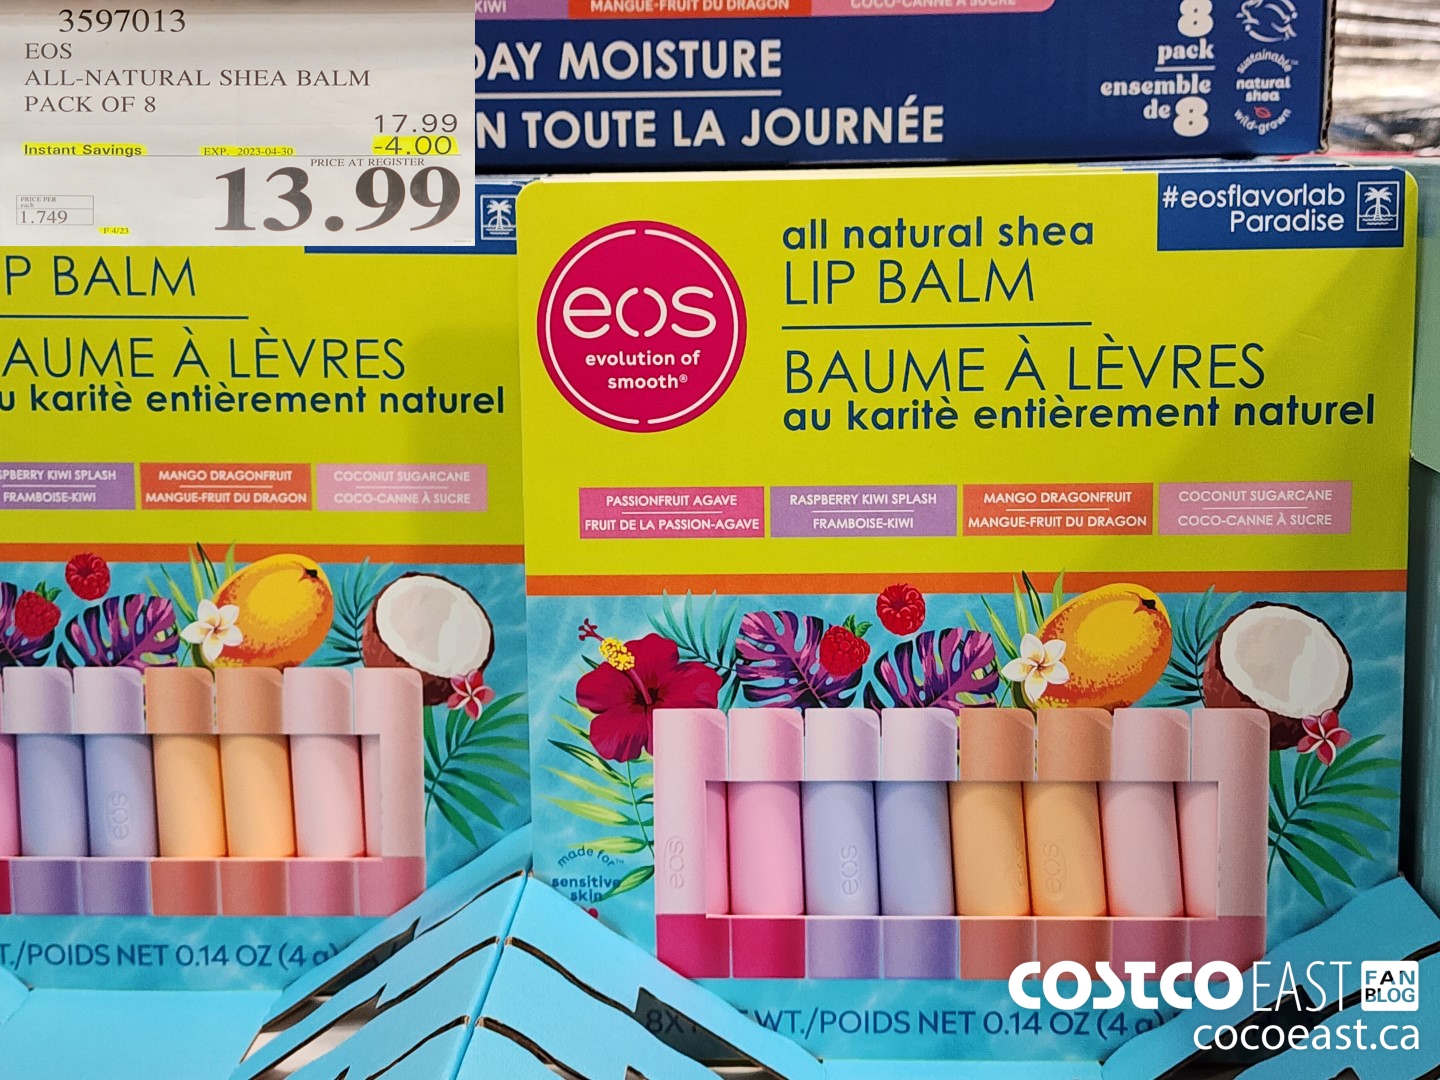 3597013
EOS
ALL-NATURAL SHEA BALM
PACK OF 8
17.99
Instant Savings EXP. 2023-04-30 -4.00
PRICE AT REGISTER
13.99
PRICE PER
each
1.749
F 4/23
KIWI
MANGUE-FRUIT DU DRAGON
COCO-CANNE À SUCRE
DAY MOISTURE
N TOUTE LA JOURNÉE
8
pack
ensemble
de 8
sustainable
natural
shea
wild-grown
P BALM
AUME À LÈVRES
u karitè entièrement naturel
SPBERRY KIWI SPLASH
FRAMBOISE-KIWI
MANGO DRAGONFRUIT
MANGUE-FRUIT DU DRAGON
COCONUT SUGARCANE
COCO-CANNE À SUCRE
eos
T./POIDS NET 0.14 OZ (4 g)
#eosflavorlab
Paradise
eos
evolution of
smooth®
all natural shea
LIP BALM
BAUME À LÈVRES
au karitè entièrement naturel
PASSIONFRUIT AGAVE
FRUIT DE LA PASSION-AGAVE
RASPBERRY KIWI SPLASH
FRAMBOISE-KIWI
MANGO DRAGONFRUIT
MANGUE-FRUIT DU DRAGON
COCONUT SUGARCANE
COCO-CANNE À SUCRE
eos
eos
eos
eos
made for™
sensitive
skin
8X WT./POIDS NET 0.14 OZ (4 g)
COSTCO EAST FAN BLOG
cocoeast.ca